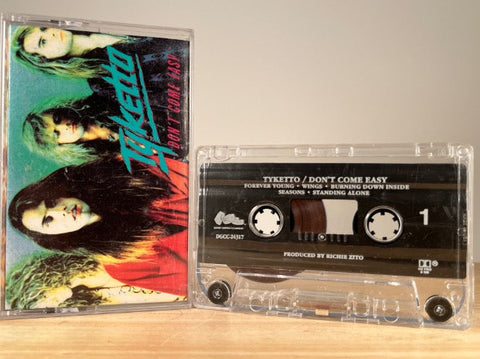 Tyketto
DON'T COME EASY
TYKETTO / DON'T COME EASY
FOREVER YOUNG • WINGS • BURNING DOWN INSIDE
SEASONS • STANDING ALONE
DGCC-24317
1
PRODUCED BY RICHIE ZITO